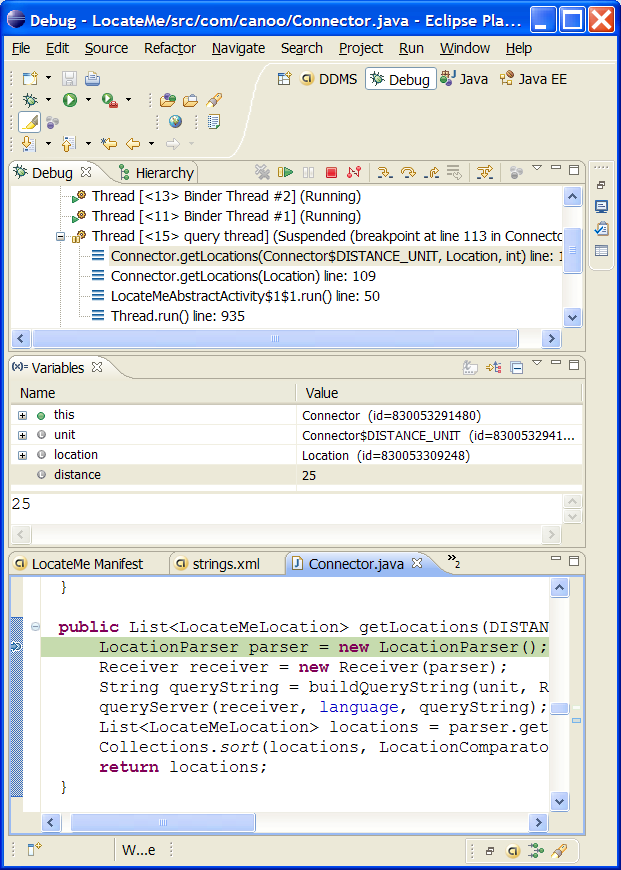 Debug - LocateMe/src/com/canoo/Connector.java - Eclipse Pla...
File Edit Source Refactor Navigate Search Project Run Window Help
DDMS Debug Java Java EE
Debug Hierarchy
Thread [<13> Binder Thread #2] (Running)
Thread [<11> Binder Thread #1] (Running)
Thread [<15> query thread] (Suspended (breakpoint at line 113 in Connecto
Connector.getLocations(Connector$DISTANCE_UNIT, Location, int) line: 1
Connector.getLocations(Location) line: 109
LocateMeAbstractActivity$1$1.run() line: 50
Thread.run() line: 935
(x)= Variables
Name Value
this Connector (id=830053291480)
unit Connector$DISTANCE_UNIT (id=8300532941...
location Location (id=830053309248)
distance 25
25
LocateMe Manifest strings.xml Connector.java »2
}
public List<LocateMeLocation> getLocations(DISTAN
LocationParser parser = new LocationParser();
Receiver receiver = new Receiver(parser);
String queryString = buildQueryString(unit, R
queryServer(receiver, language, queryString);
List<LocateMeLocation> locations = parser.get
Collections.sort(locations, LocationComparato
return locations;
}
W...e